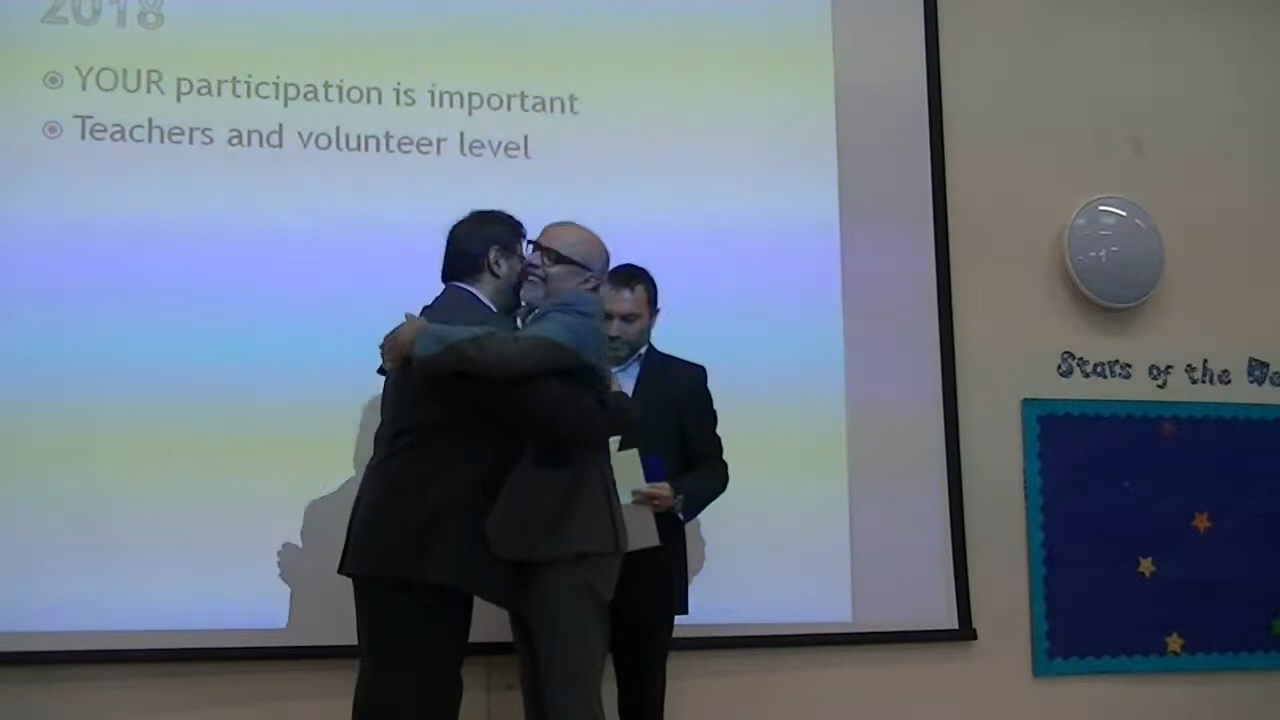 2018
YOUR participation is important
Teachers and volunteer level
Stars of the